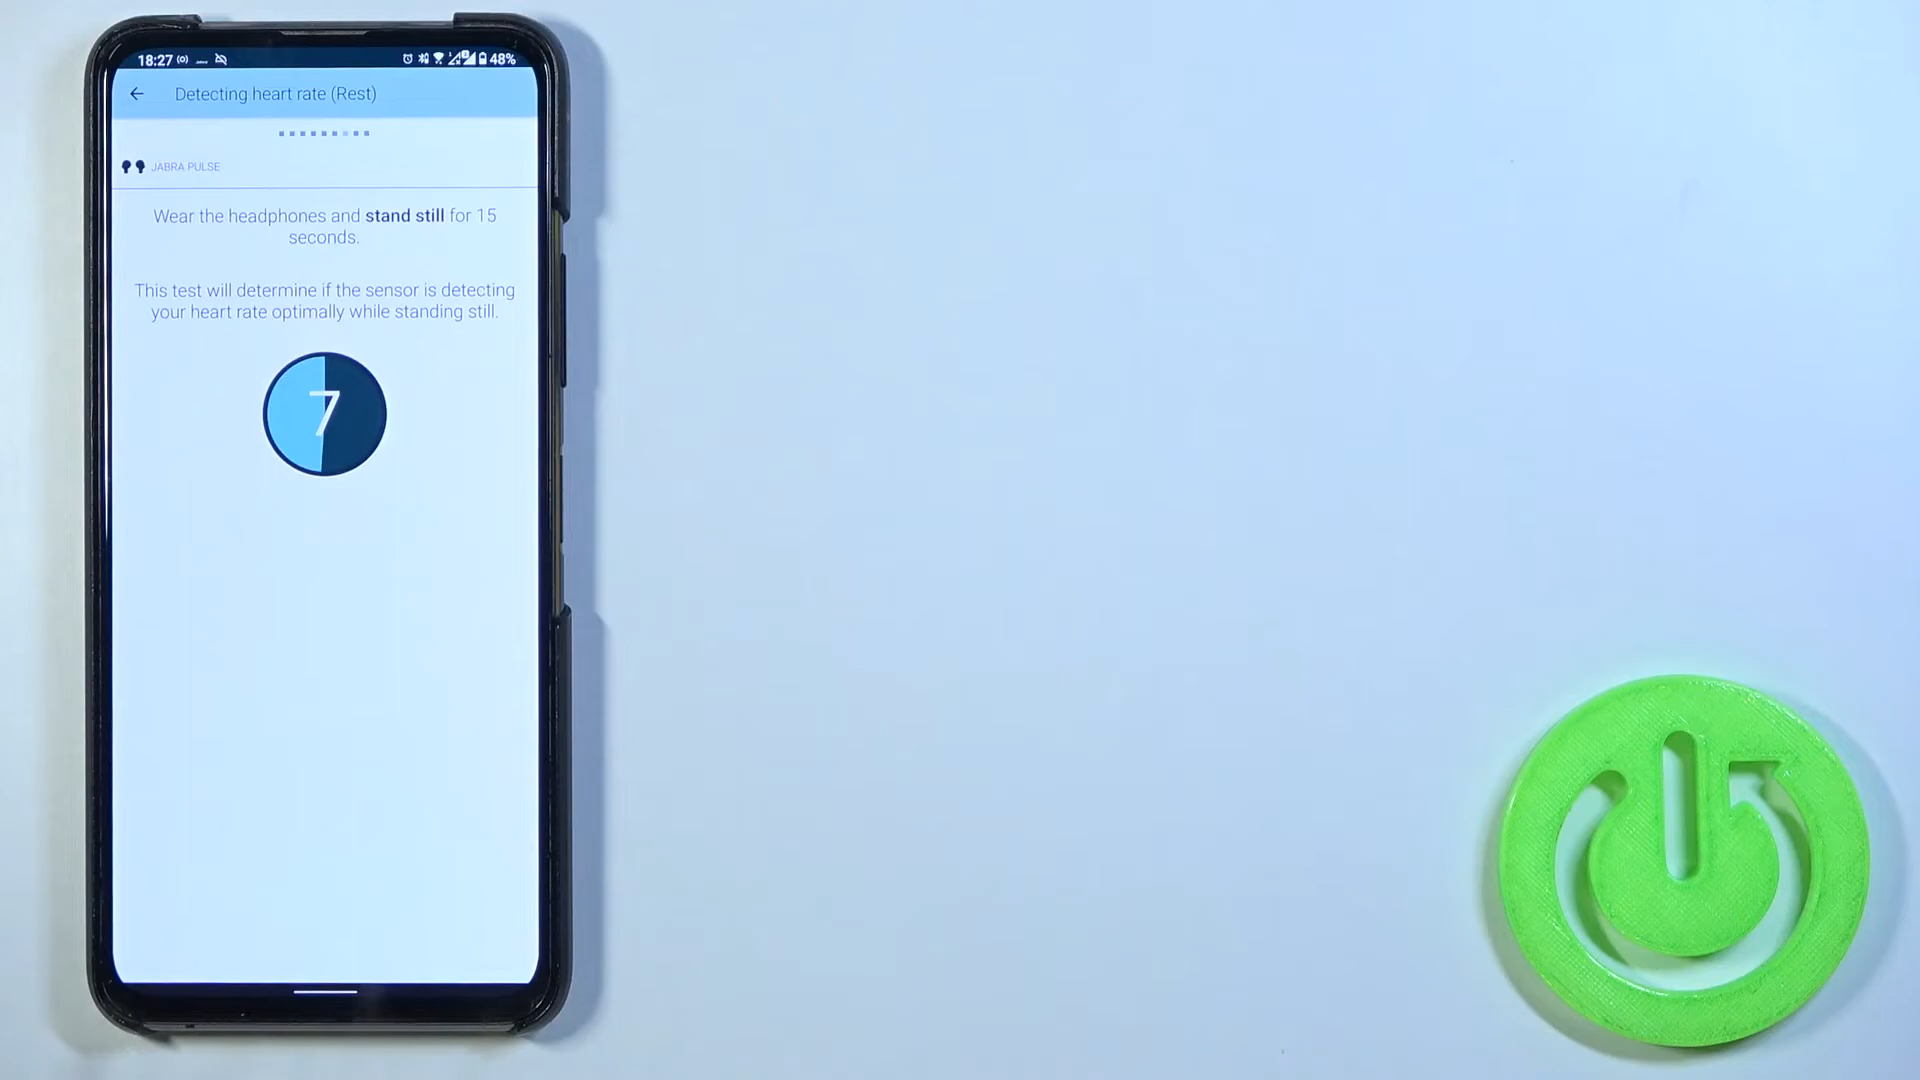 18:27 48%
Detecting heart rate (Rest)
JABRA PULSE
Wear the headphones and stand still for 15
seconds.
This test will determine if the sensor is detecting
your heart rate optimally while standing still.
7